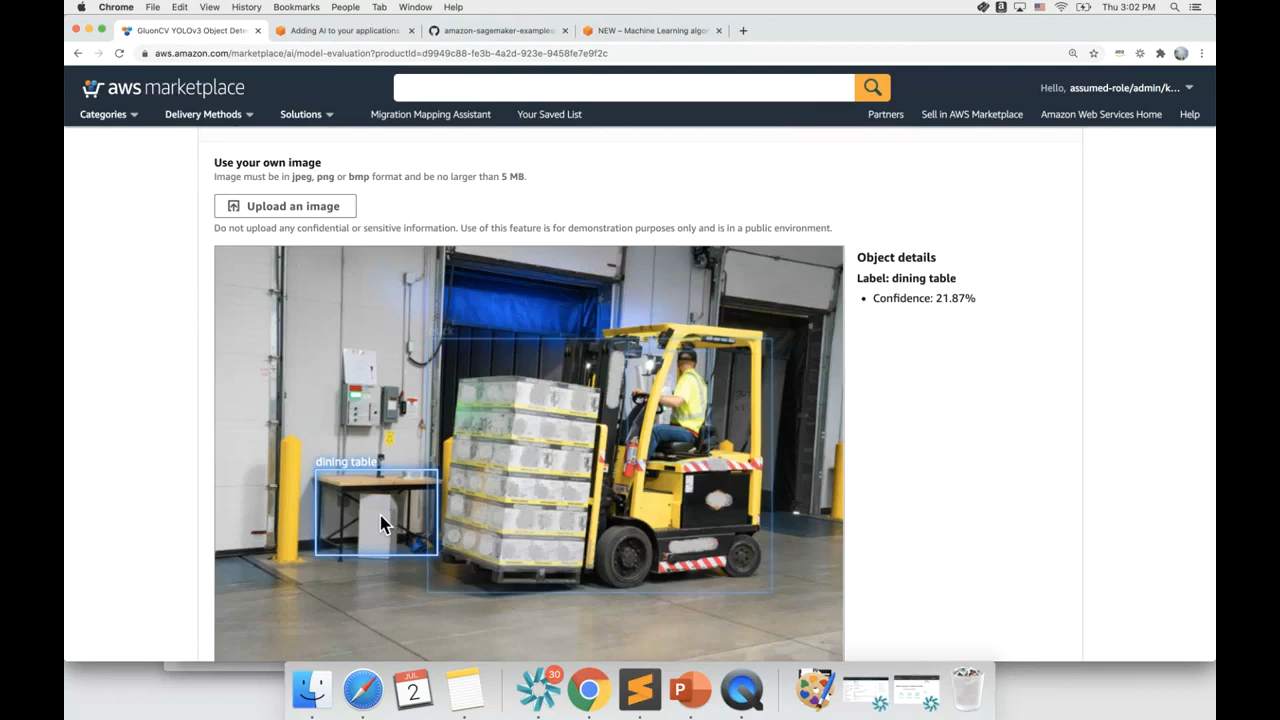 Chrome File Edit View History Bookmarks People Tab Window Help Thu 3:02 PM
GluonCV YOLOv3 Object Dete
Adding AI to your applications
amazon-sagemaker-examples
NEW – Machine Learning algor
aws.amazon.com/marketplace/ai/model-evaluation?productId=d9949c88-fe3b-4a2d-923e-9458fe7e9f2c
aws marketplace
Hello, assumed-role/admin/k...
Categories Delivery Methods Solutions Migration Mapping Assistant Your Saved List Partners Sell in AWS Marketplace Amazon Web Services Home Help
Use your own image
Image must be in jpeg, png or bmp format and be no larger than 5 MB.
Upload an image
Do not upload any confidential or sensitive information. Use of this feature is for demonstration purposes only and is in a public environment.
Object details
Label: dining table
• Confidence: 21.87%
dining table
JUL
2
30